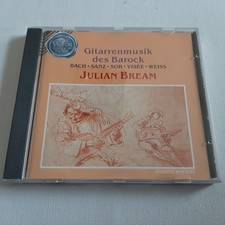 Gitarrenmusik
des Barock
BACH · SANZ · SOR · VISÉE · WEISS
JULIAN BREAM